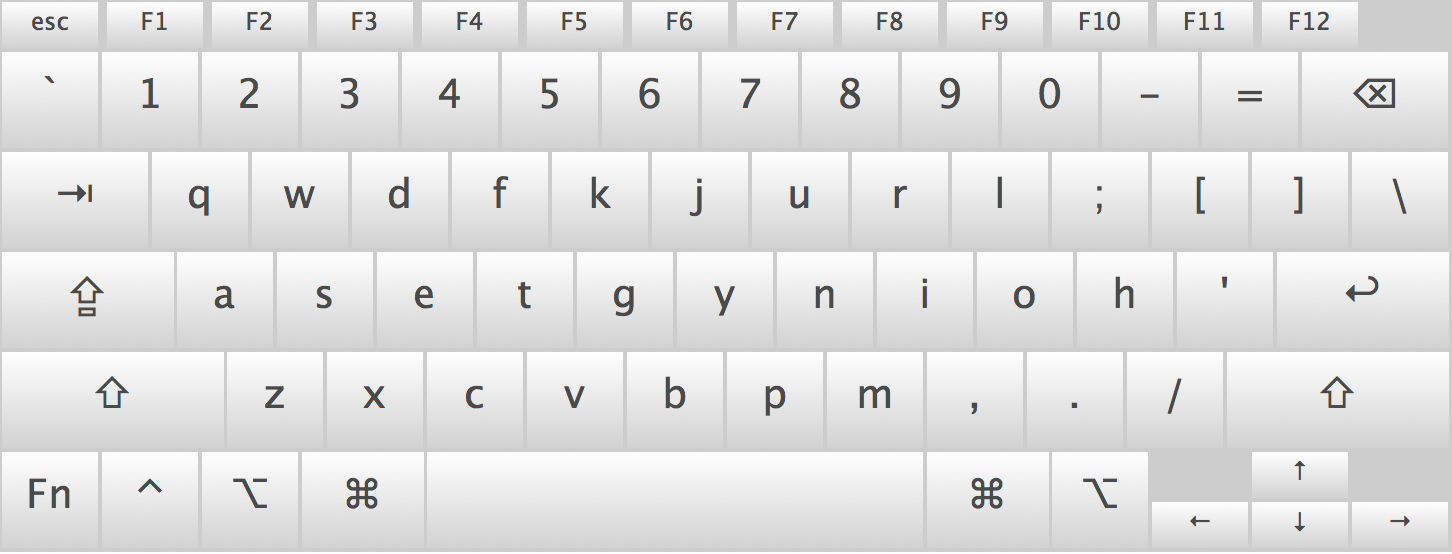 esc F1 F2 F3 F4 F5 F6 F7 F8 F9 F10 F11 F12
` 1 2 3 4 5 6 7 8 9 0 - = ⌫
⇥ q w d f k j u r l ; [ ] \
⇪ a s e t g y n i o h ' ↩
⇧ z x c v b p m , . / ⇧
Fn ^ ⌥ ⌘ ⌘ ⌥ ↑
← ↓ →